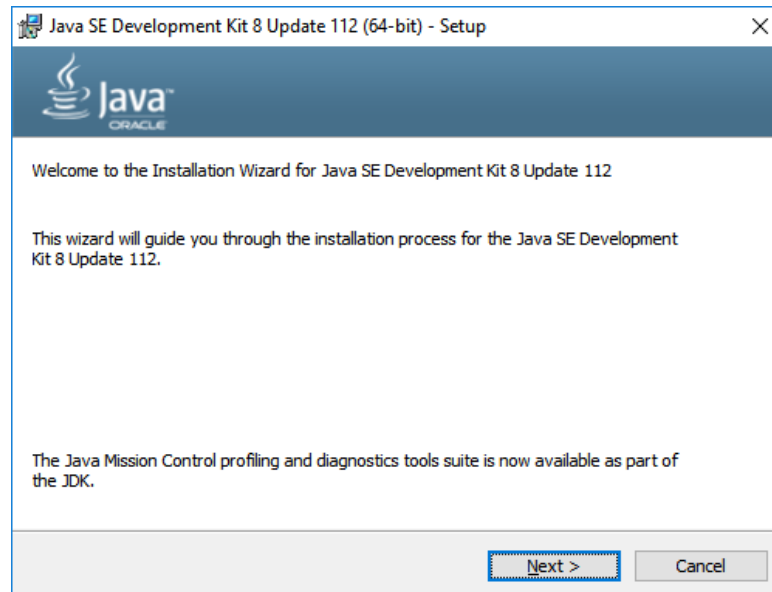 Java SE Development Kit 8 Update 112 (64-bit) - Setup
Java™
ORACLE
Welcome to the Installation Wizard for Java SE Development Kit 8 Update 112
This wizard will guide you through the installation process for the Java SE Development
Kit 8 Update 112.
The Java Mission Control profiling and diagnostics tools suite is now available as part of
the JDK.
Next > Cancel